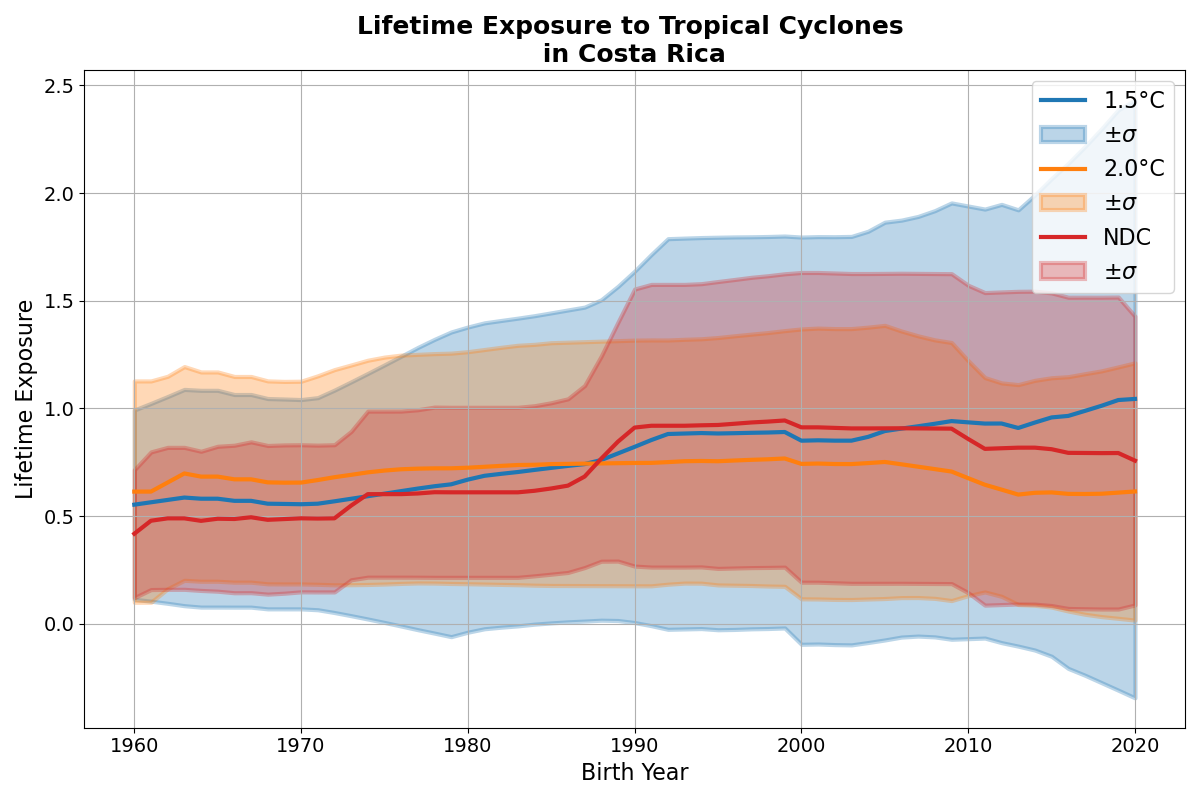 Lifetime Exposure to Tropical Cyclones
in Costa Rica
2.5
2.0
1.5
1.0
0.5
0.0
Lifetime Exposure
1960
1970
1980
1990
2000
2010
2020
Birth Year
1.5°C
±σ
2.0°C
±σ
NDC
±σ